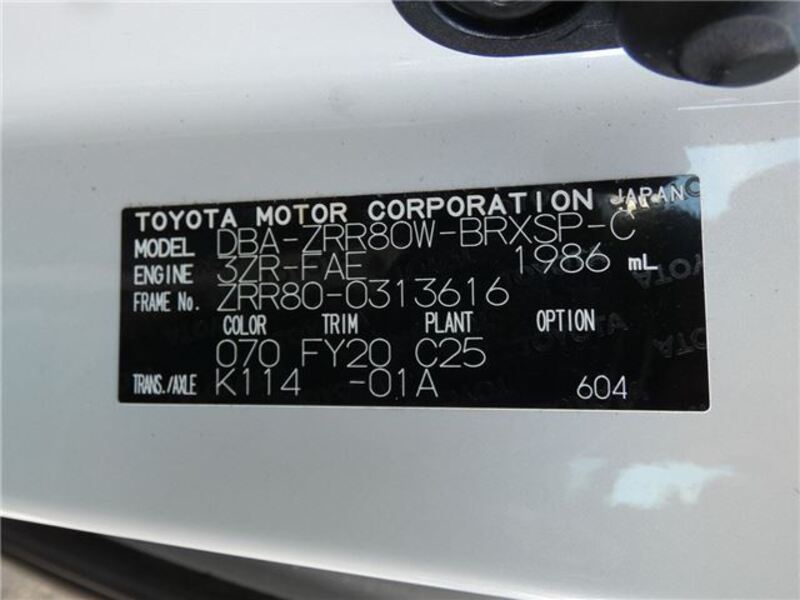 TOYOTA MOTOR CORPORATION JAPAN
MODEL DBA-ZRR80W-BRXSP-C
ENGINE 3ZR-FAE 1986 mL
FRAME No. ZRR80-0313616
COLOR TRIM PLANT OPTION
070 FY20 C25
TRANS./AXLE K114 -01A 604